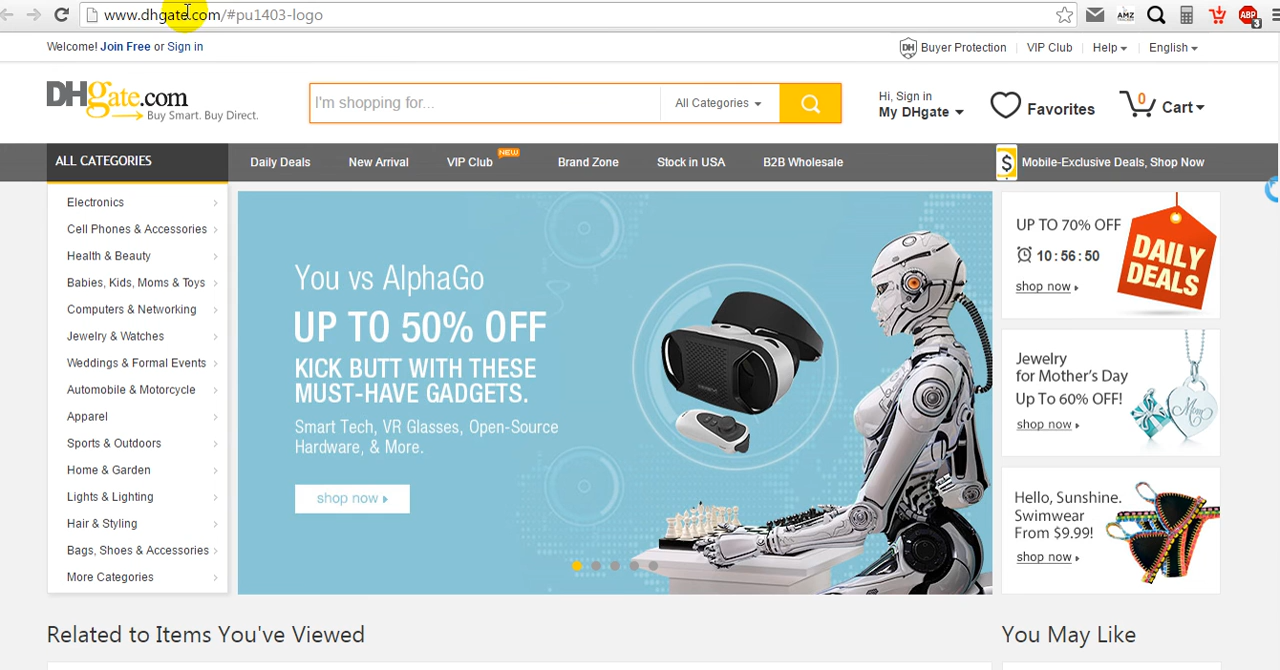 www.dhgate.com/#pu1403-logo
AMZ
ABP
3
Welcome! Join Free or Sign in
DH Buyer Protection
VIP Club
Help
English
DHgate.com
Buy Smart. Buy Direct.
I'm shopping for...
All Categories
Hi, Sign in
My DHgate
Favorites
0
Cart
ALL CATEGORIES
Daily Deals
New Arrival
VIP Club
NEW
Brand Zone
Stock in USA
B2B Wholesale
$
Mobile-Exclusive Deals, Shop Now
Electronics
Cell Phones & Accessories
Health & Beauty
Babies, Kids, Moms & Toys
Computers & Networking
Jewelry & Watches
Weddings & Formal Events
Automobile & Motorcycle
Apparel
Sports & Outdoors
Home & Garden
Lights & Lighting
Hair & Styling
Bags, Shoes & Accessories
More Categories
You vs AlphaGo
UP TO 50% OFF
KICK BUTT WITH THESE
MUST-HAVE GADGETS.
Smart Tech, VR Glasses, Open-Source
Hardware, & More.
shop now
UP TO 70% OFF
10:56:50
shop now
DAILY
DEALS
Jewelry
for Mother's Day
Up To 60% OFF!
shop now
Mom
Hello, Sunshine.
Swimwear
From $9.99!
shop now
Related to Items You've Viewed
You May Like